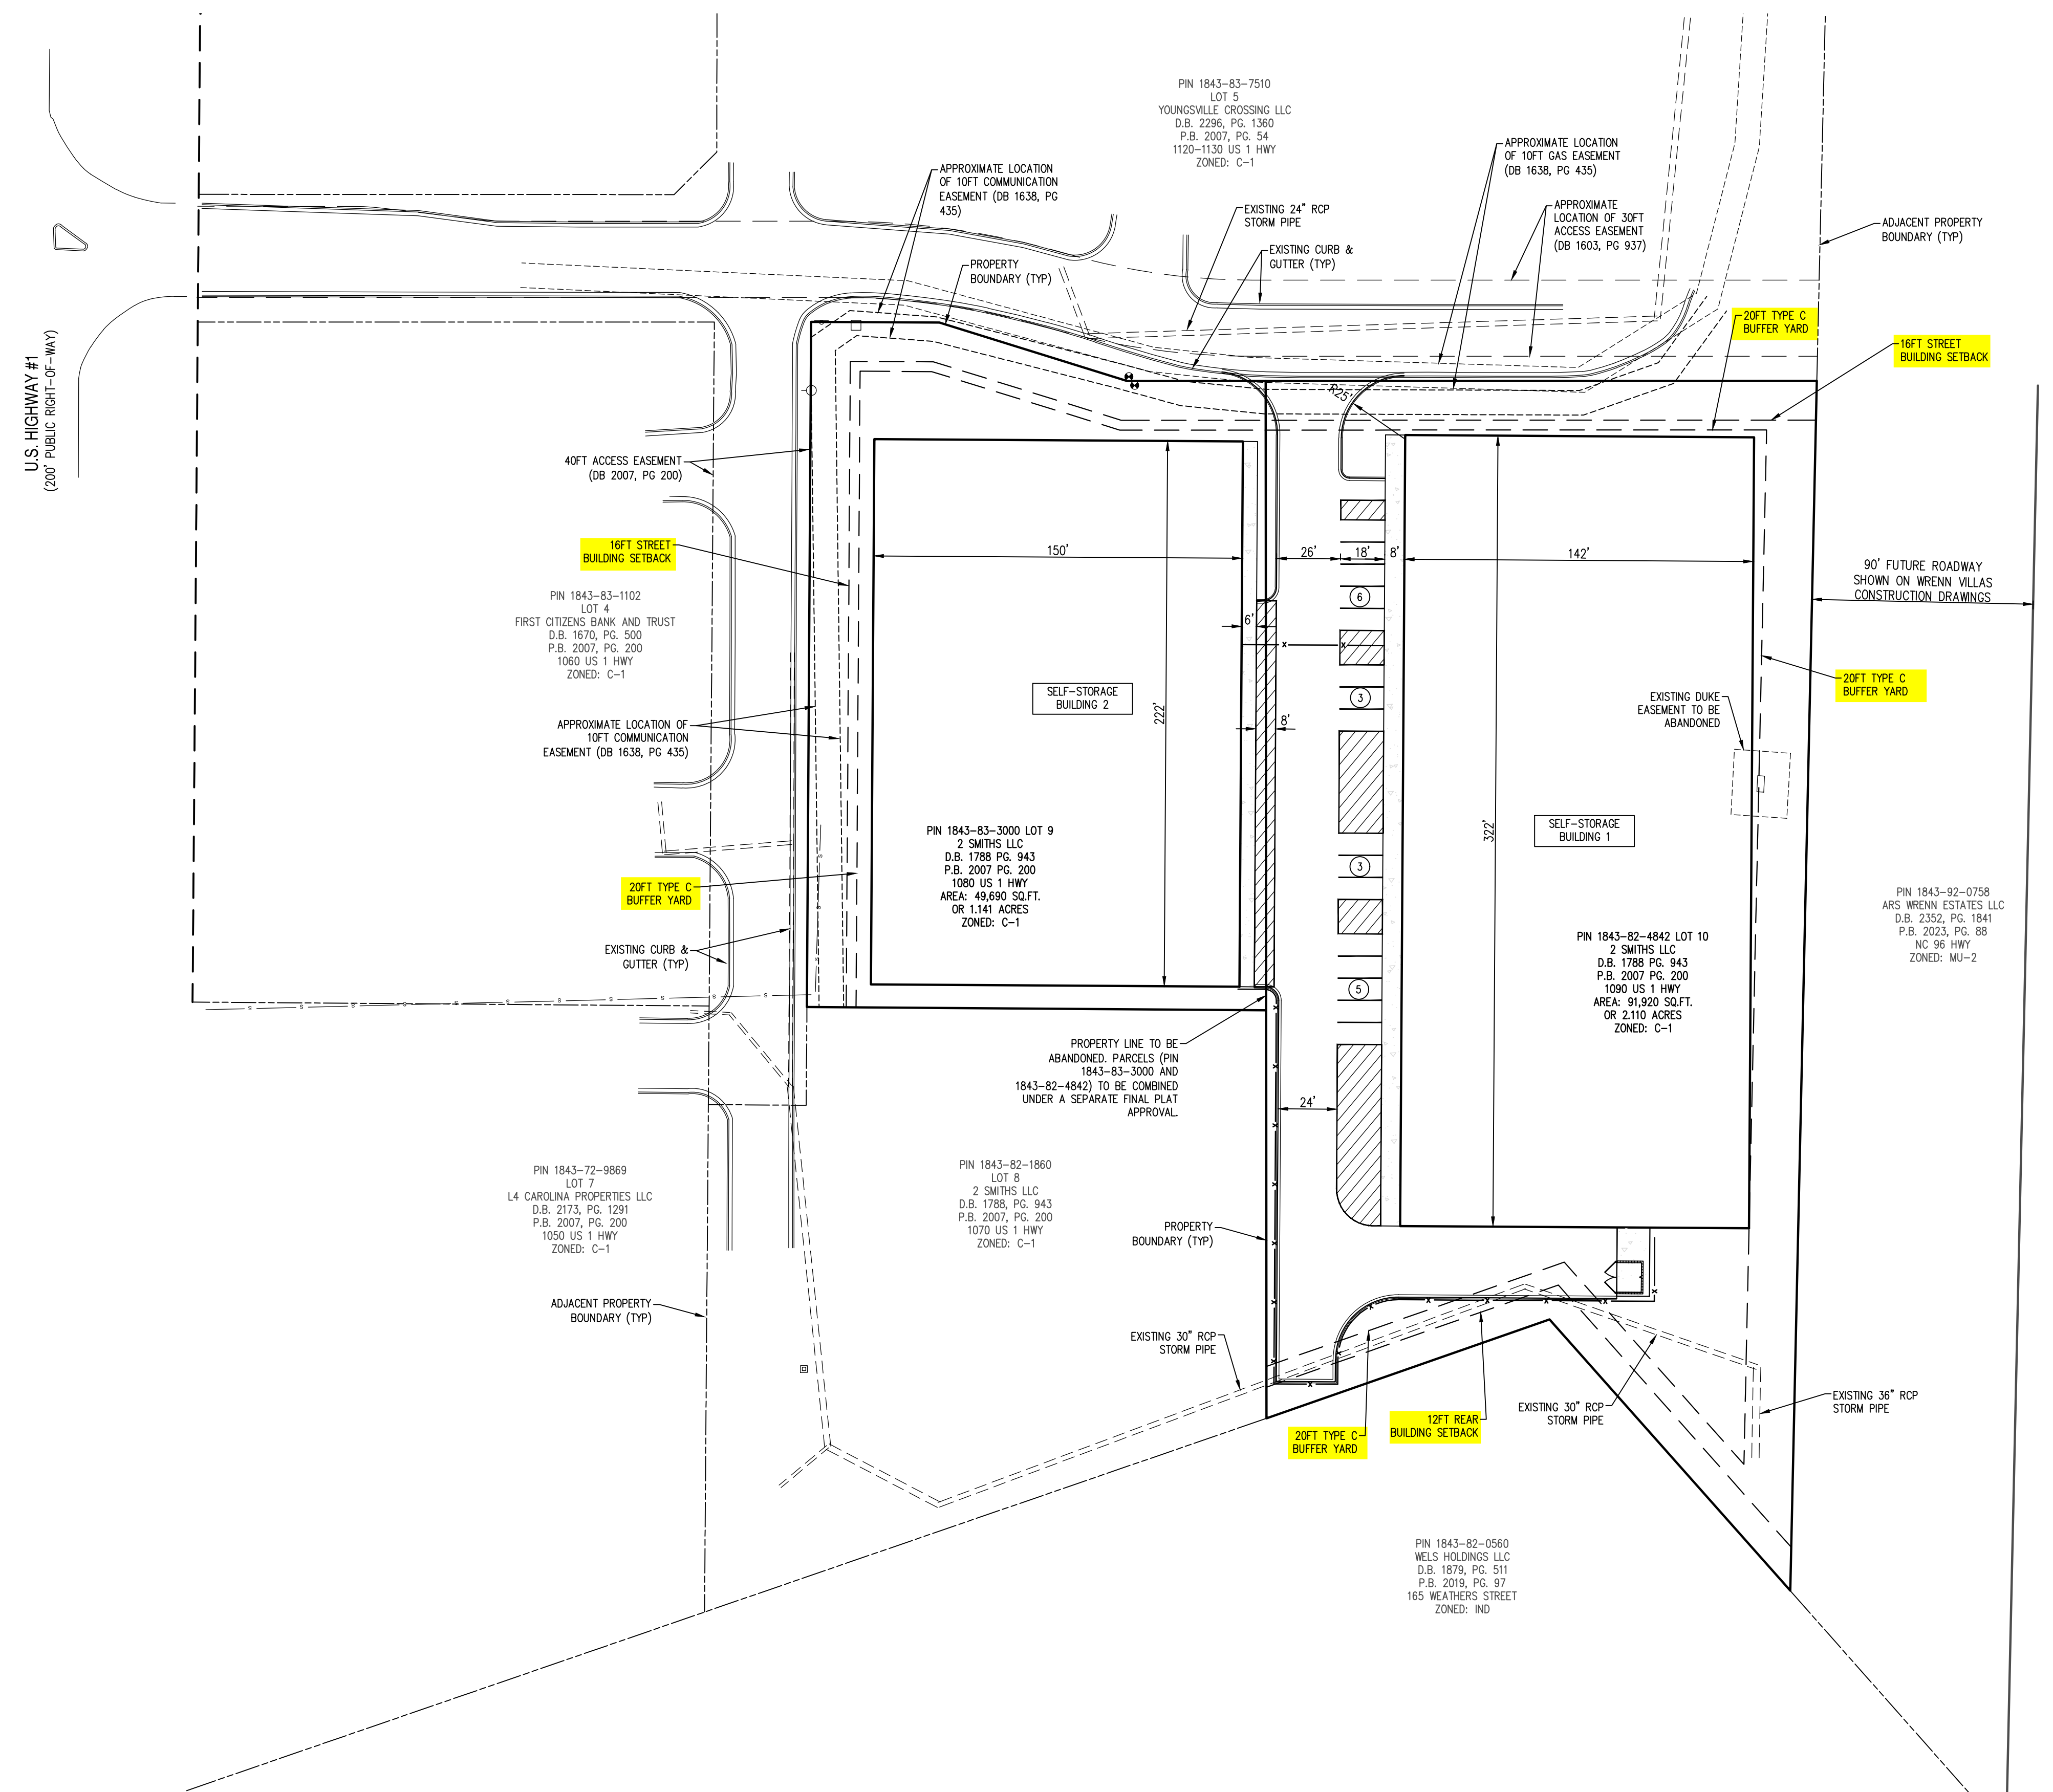 PIN 1843-83-7510
LOT 5
YOUNGSVILLE CROSSING LLC
D.B. 2296, PG. 1360
P.B. 2007, PG. 54
1120-1130 US 1 HWY
ZONED: C-1
APPROXIMATE LOCATION
OF 10FT COMMUNICATION
EASEMENT (DB 1638, PG
435)
APPROXIMATE LOCATION
OF 10FT GAS EASEMENT
(DB 1638, PG 435)
EXISTING 24" RCP
STORM PIPE
APPROXIMATE
LOCATION OF 30FT
ACCESS EASEMENT
(DB 1603, PG 937)
ADJACENT PROPERTY
BOUNDARY (TYP)
EXISTING CURB &
GUTTER (TYP)
PROPERTY
BOUNDARY (TYP)
20FT TYPE C
BUFFER YARD
16FT STREET
BUILDING SETBACK
U.S. HIGHWAY #1
(200' PUBLIC RIGHT-OF-WAY)
R25'
40FT ACCESS EASEMENT
(DB 2007, PG 200)
16FT STREET
BUILDING SETBACK
150'
26'
18'
8'
142'
90' FUTURE ROADWAY
SHOWN ON WRENN VILLAS
CONSTRUCTION DRAWINGS
PIN 1843-83-1102
LOT 4
FIRST CITIZENS BANK AND TRUST
D.B. 1670, PG. 500
P.B. 2007, PG. 200
1060 US 1 HWY
ZONED: C-1
6
6'
x
x
SELF-STORAGE
BUILDING 2
222'
3
8'
20FT TYPE C
BUFFER YARD
EXISTING DUKE
EASEMENT TO BE
ABANDONED
APPROXIMATE LOCATION OF
10FT COMMUNICATION
EASEMENT (DB 1638, PG 435)
PIN 1843-83-3000 LOT 9
2 SMITHS LLC
D.B. 1788 PG. 943
P.B. 2007 PG. 200
1080 US 1 HWY
AREA: 49,690 SQ.FT.
OR 1.141 ACRES
ZONED: C-1
322'
SELF-STORAGE
BUILDING 1
3
20FT TYPE C
BUFFER YARD
PIN 1843-92-0758
ARS WRENN ESTATES LLC
D.B. 2352, PG. 1841
P.B. 2023, PG. 88
NC 96 HWY
ZONED: MU-2
EXISTING CURB &
GUTTER (TYP)
PIN 1843-82-4842 LOT 10
2 SMITHS LLC
D.B. 1788 PG. 943
P.B. 2007 PG. 200
1090 US 1 HWY
AREA: 91,920 SQ.FT.
OR 2.110 ACRES
ZONED: C-1
5
S S S S S S S S S S
PROPERTY LINE TO BE
ABANDONED. PARCELS (PIN
1843-83-3000 AND
1843-82-4842) TO BE COMBINED
UNDER A SEPARATE FINAL PLAT
APPROVAL.
24'
PIN 1843-72-9869
LOT 7
L4 CAROLINA PROPERTIES LLC
D.B. 2173, PG. 1291
P.B. 2007, PG. 200
1050 US 1 HWY
ZONED: C-1
PIN 1843-82-1860
LOT 8
2 SMITHS LLC
D.B. 1788, PG. 943
P.B. 2007, PG. 200
1070 US 1 HWY
ZONED: C-1
PROPERTY
BOUNDARY (TYP)
ADJACENT PROPERTY
BOUNDARY (TYP)
EXISTING 30" RCP
STORM PIPE
20FT TYPE C
BUFFER YARD
12FT REAR
BUILDING SETBACK
EXISTING 30" RCP
STORM PIPE
EXISTING 36" RCP
STORM PIPE
PIN 1843-82-0560
WELS HOLDINGS LLC
D.B. 1879, PG. 511
P.B. 2019, PG. 97
165 WEATHERS STREET
ZONED: IND